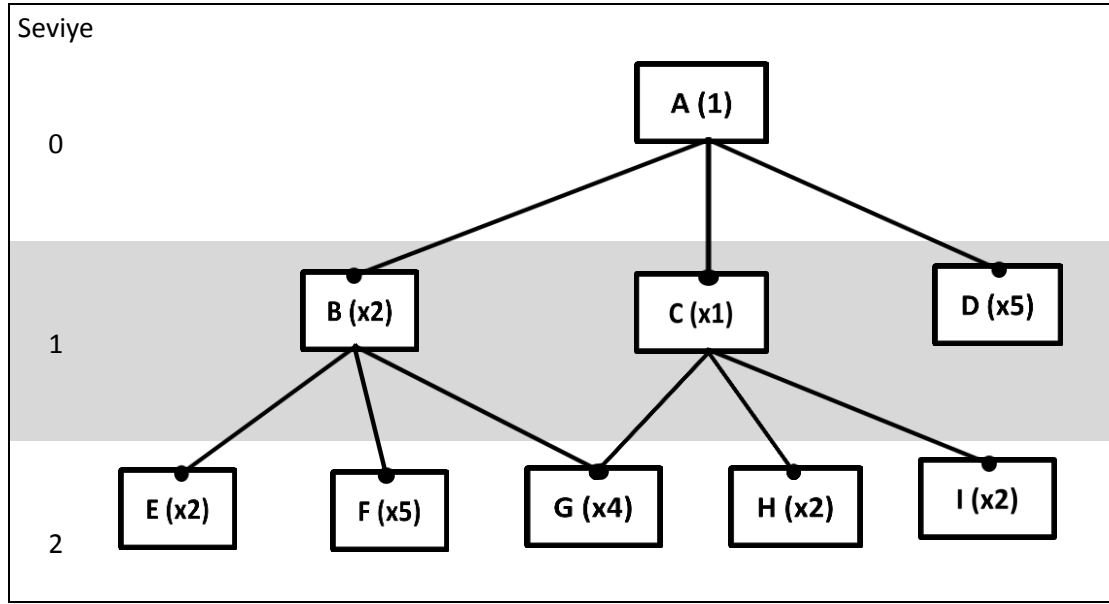 Seviye
A (1)
0
B (x2)
C (x1)
D (x5)
1
E (x2)
F (x5)
G (x4)
H (x2)
I (x2)
2